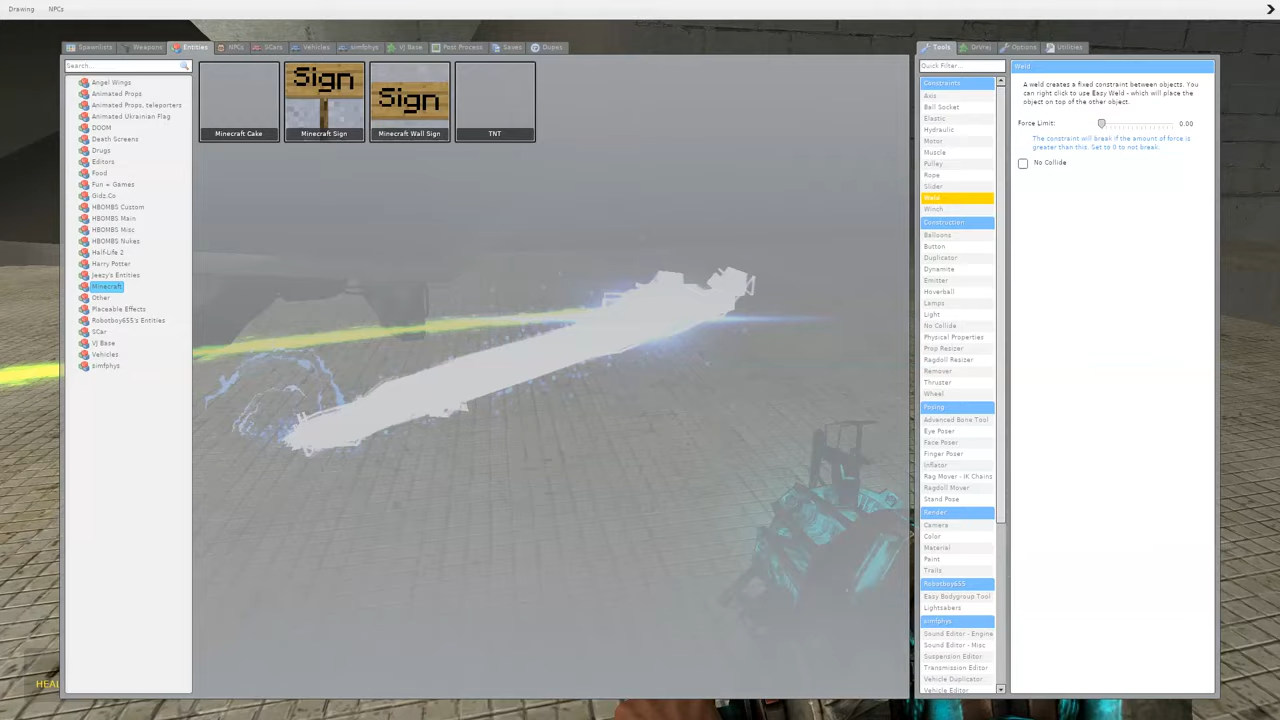 Drawing NPCs
Spawnlists Weapons Entities NPCs SCars Vehicles simfphys VJ Base Post Process Saves Dupes
Search...
Angel Wings
Animated Props
Animated Props, teleporters
Animated Ukrainian Flag
DOOM
Death Screens
Drugs
Editors
Food
Fun + Games
Gidz.Co
HBOMBS Custom
HBOMBS Main
HBOMBS Misc
HBOMBS Nukes
Half-Life 2
Harry Potter
Jeezy's Entities
Minecraft
Other
Placeable Effects
Robotboy655's Entities
SCar
VJ Base
Vehicles
simfphys
Sign
Sign
Minecraft Cake
Minecraft Sign
Minecraft Wall Sign
TNT
HEAL
Tools DrVrej Options Utilities
Quick Filter...
Constraints
Axis
Ball Socket
Elastic
Hydraulic
Motor
Muscle
Pulley
Rope
Slider
Weld
Winch
Construction
Balloons
Button
Duplicator
Dynamite
Emitter
Hoverball
Lamps
Light
No Collide
Physical Properties
Prop Resizer
Ragdoll Resizer
Remover
Thruster
Wheel
Posing
Advanced Bone Tool
Eye Poser
Face Poser
Finger Poser
Inflator
Rag Mover - IK Chains
Ragdoll Mover
Stand Pose
Render
Camera
Color
Material
Paint
Trails
Robotboy655
Easy Bodygroup Tool
Lightsabers
simfphys
Sound Editor - Engine
Sound Editor - Misc
Suspension Editor
Transmission Editor
Vehicle Duplicator
Vehicle Editor
Weld
A weld creates a fixed constraint between objects. You
can right click to use Easy Weld - which will place the
object on top of the other object.
Force Limit: 0.00
The constraint will break if the amount of force is
greater than this. Set to 0 to not break.
No Collide